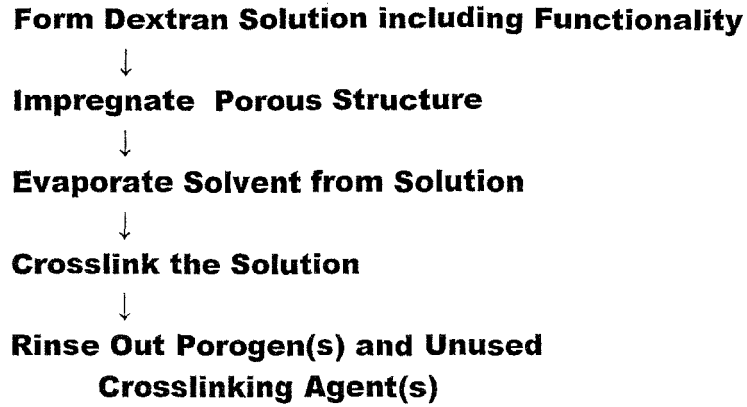 Form Dextran Solution including Functionality
↓
Impregnate Porous Structure
↓
Evaporate Solvent from Solution
↓
Crosslink the Solution
↓
Rinse Out Porogen(s) and Unused
Crosslinking Agent(s)